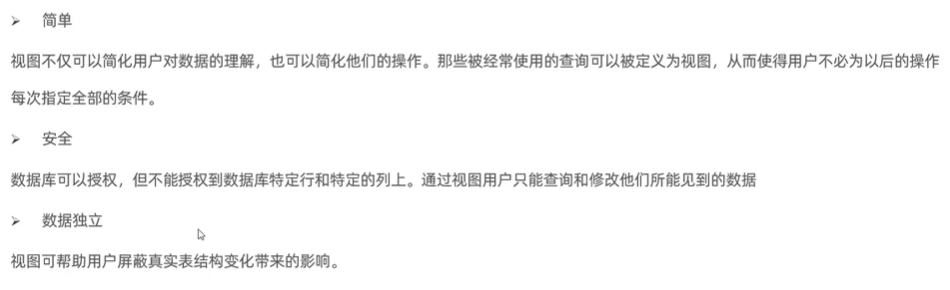 ➢ 简单
视图不仅可以简化用户对数据的理解，也可以简化他们的操作。那些被经常使用的查询可以被定义为视图，从而使得用户不必为以后的操作
每次指定全部的条件。
➢ 安全
数据库可以授权，但不能授权到数据库特定行和特定的列上。通过视图用户只能查询和修改他们所能见到的数据
➢ 数据独立
视图可帮助用户屏蔽真实表结构变化带来的影响。